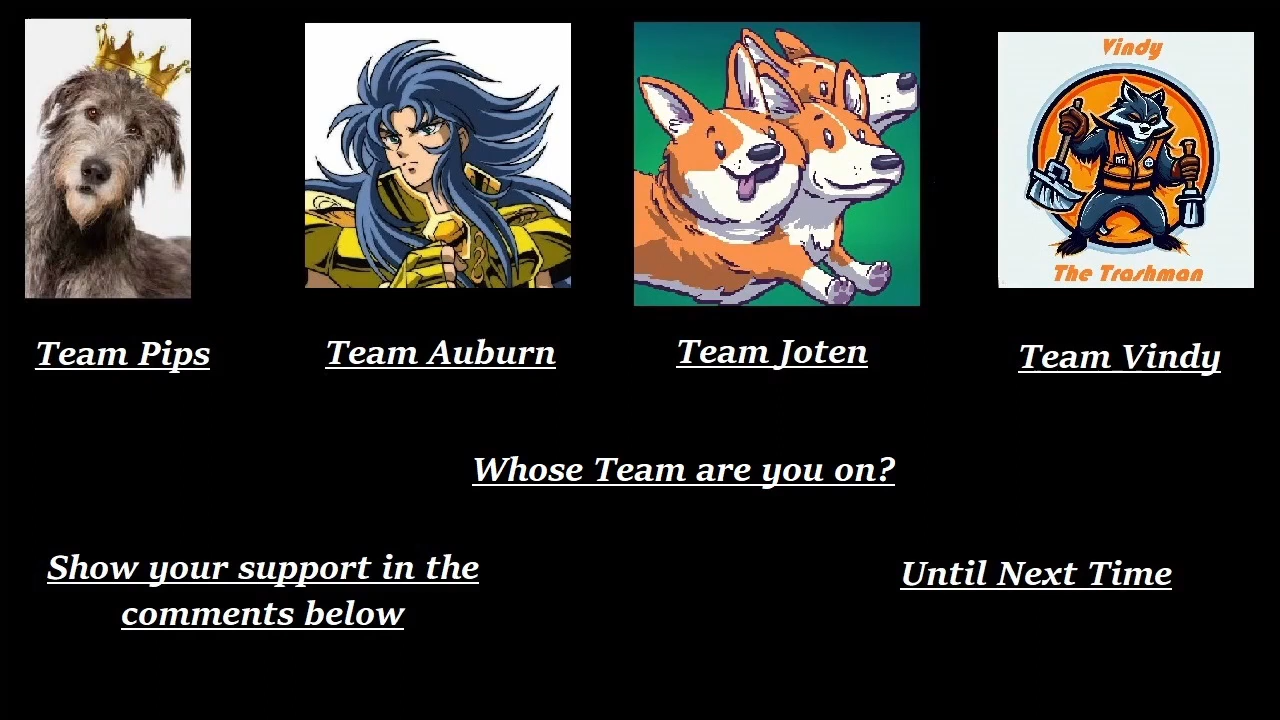 Vindy
The Trashman
Team Pips
Team Auburn
Team Joten
Team Vindy
Whose Team are you on?
Show your support in the
comments below
Until Next Time